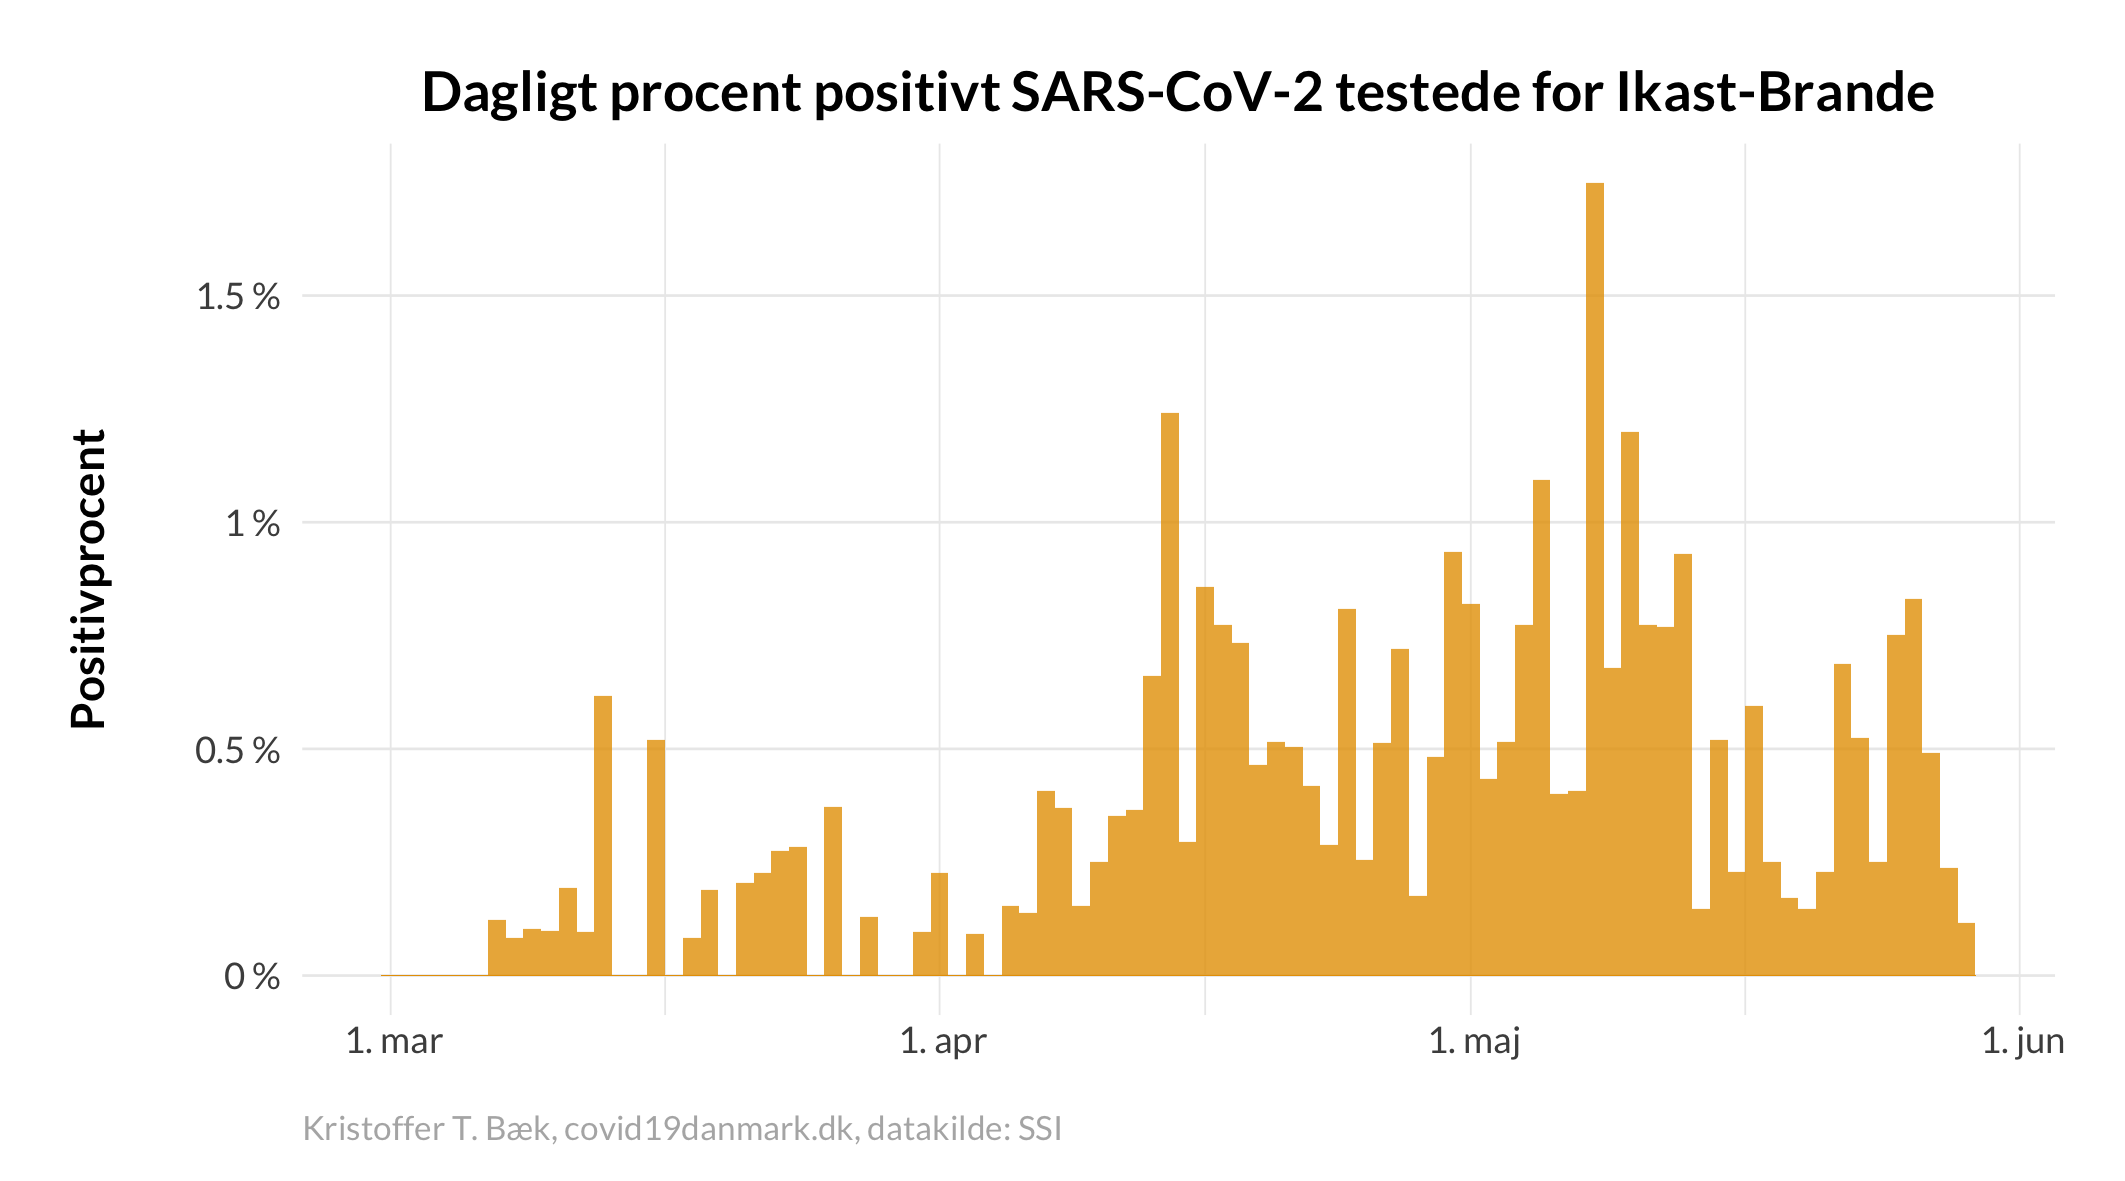 Dagligt procent positivt SARS-CoV-2 testede for Ikast-Brande
Positivprocent
1.5 %
1 %
0.5 %
0 %
1. mar
1. apr
1. maj
1. jun
Kristoffer T. Bæk, covid19danmark.dk, datakilde: SSI